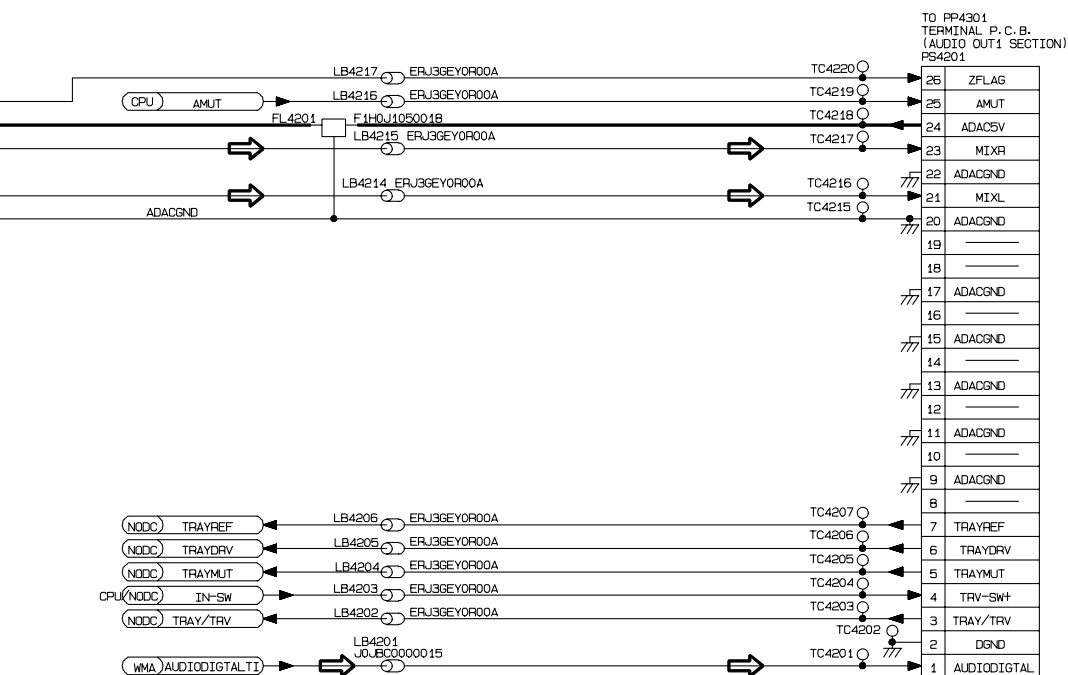 TO PP4301
TERMINAL P.C.B.
(AUDIO OUT1 SECTION)
PS4201
LB4217 ERJ3GEY0R00A TC4220 26 ZFLAG
CPU AMUT LB4216 ERJ3GEY0R00A TC4219 25 AMUT
FL4201 F1H0J1050018 TC4218 24 ADAC5V
LB4215 ERJ3GEY0R00A TC4217 23 MIXR
22 ADACGND
LB4214 ERJ3GEY0R00A TC4216 21 MIXL
ADACGND TC4215 20 ADACGND
19
18
17 ADACGND
16
15 ADACGND
14
13 ADACGND
12
11 ADACGND
10
9 ADACGND
8
NODC TRAYREF LB4206 ERJ3GEY0R00A TC4207 7 TRAYREF
NODC TRAYDRV LB4205 ERJ3GEY0R00A TC4206 6 TRAYDRV
NODC TRAYMUT LB4204 ERJ3GEY0R00A TC4205 5 TRAYMUT
CPU/NODC IN-SW LB4203 ERJ3GEY0R00A TC4204 4 TRV-SW+
NODC TRAY/TRV LB4202 ERJ3GEY0R00A TC4203 3 TRAY/TRV
TC4202 2 DGND
LB4201
J0JBC0000015
WMA AUDIODIGTALTI TC4201 1 AUDIODIGTAL